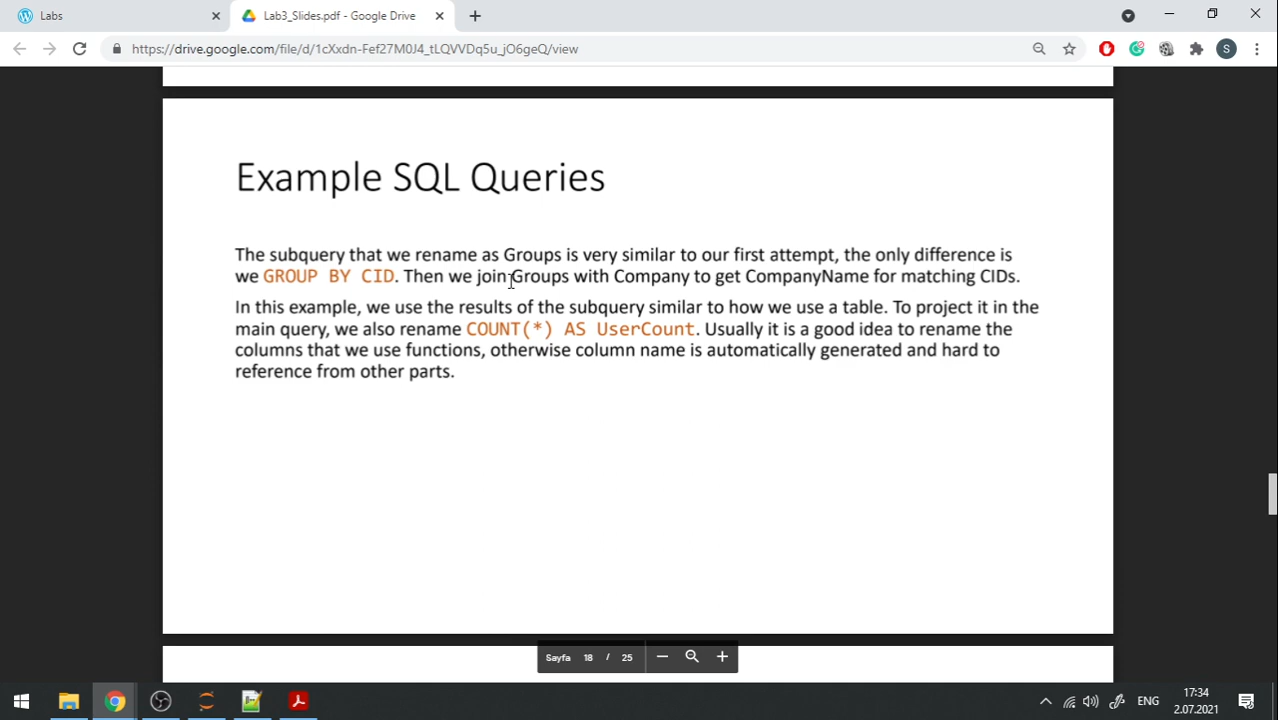 Labs
Lab3_Slides.pdf - Google Drive
https://drive.google.com/file/d/1cXxdn-Fef27M0J4_tLQVVDq5u_jO6geQ/view
S
Example SQL Queries
The subquery that we rename as Groups is very similar to our first attempt, the only difference is
we GROUP BY CID. Then we join Groups with Company to get CompanyName for matching CIDs.
In this example, we use the results of the subquery similar to how we use a table. To project it in the
main query, we also rename COUNT(*) AS UserCount. Usually it is a good idea to rename the
columns that we use functions, otherwise column name is automatically generated and hard to
reference from other parts.
Sayfa 18 / 25
ENG
17:34
2.07.2021